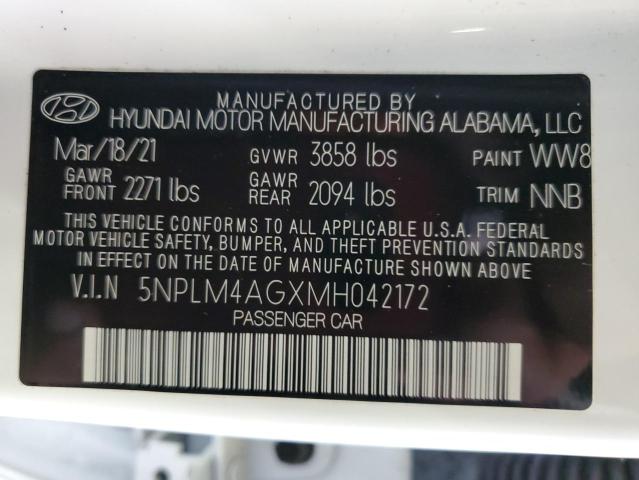 MANUFACTURED BY
HYUNDAI MOTOR MANUFACTURING ALABAMA, LLC
Mar/18/21 GVWR 3858 lbs PAINT WW8
GAWR FRONT 2271 lbs GAWR REAR 2094 lbs TRIM NNB
THIS VEHICLE CONFORMS TO ALL APPLICABLE U.S.A. FEDERAL
MOTOR VEHICLE SAFETY, BUMPER, AND THEFT PREVENTION STANDARDS
IN EFFECT ON THE DATE OF MANUFACTURE SHOWN ABOVE
V.I.N 5NPLM4AGXMH042172
PASSENGER CAR